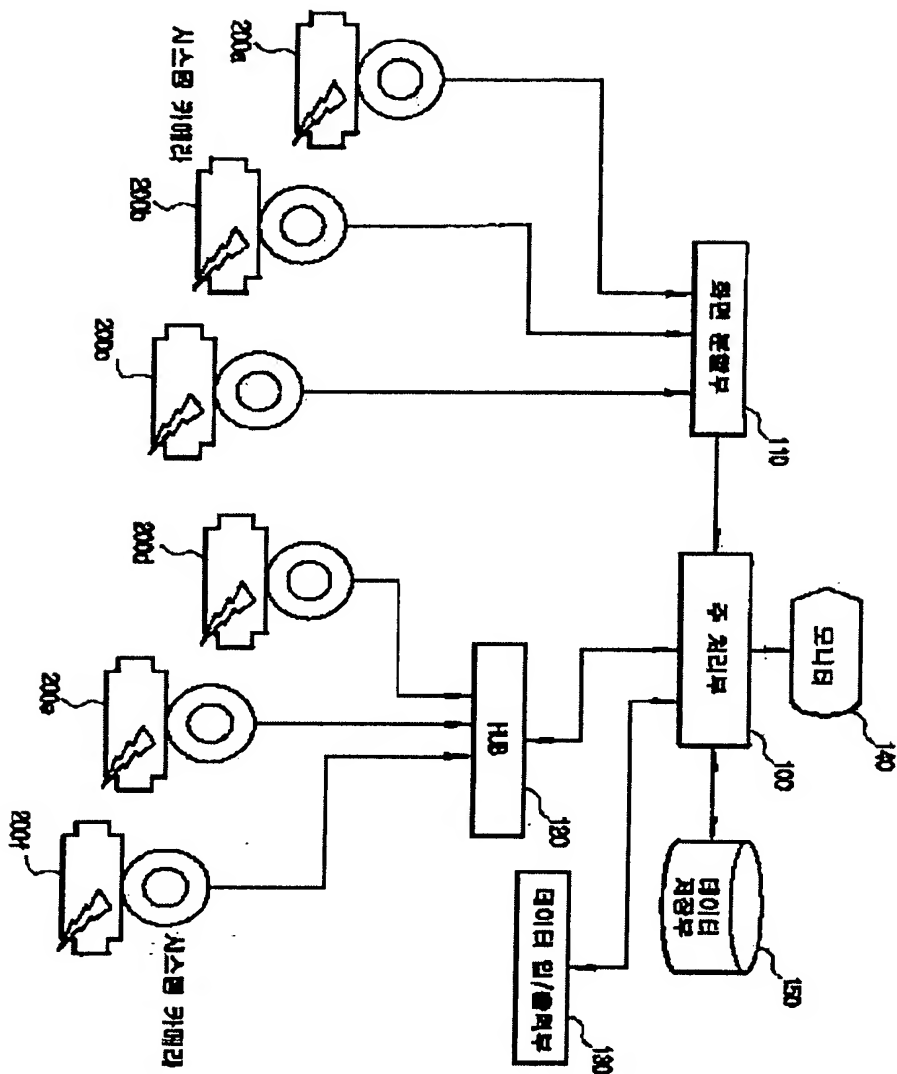 모니터
140
데이터
저장부
150
화면 분할부
110
주 처리부
100
데이터 입/출력부
130
HUB
120
200a
200b
200c
200d
200e
200f
시스템 카메라
시스템 카메라